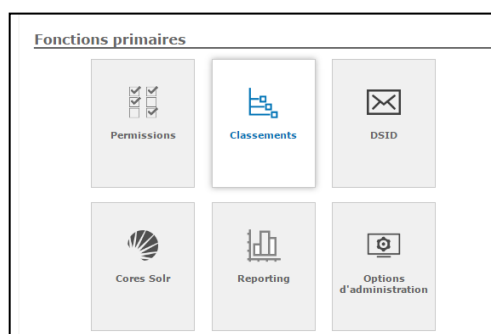 Fonctions primaires
Permissions
Classements
DSID
Cores Solr
Reporting
Options
d'administration